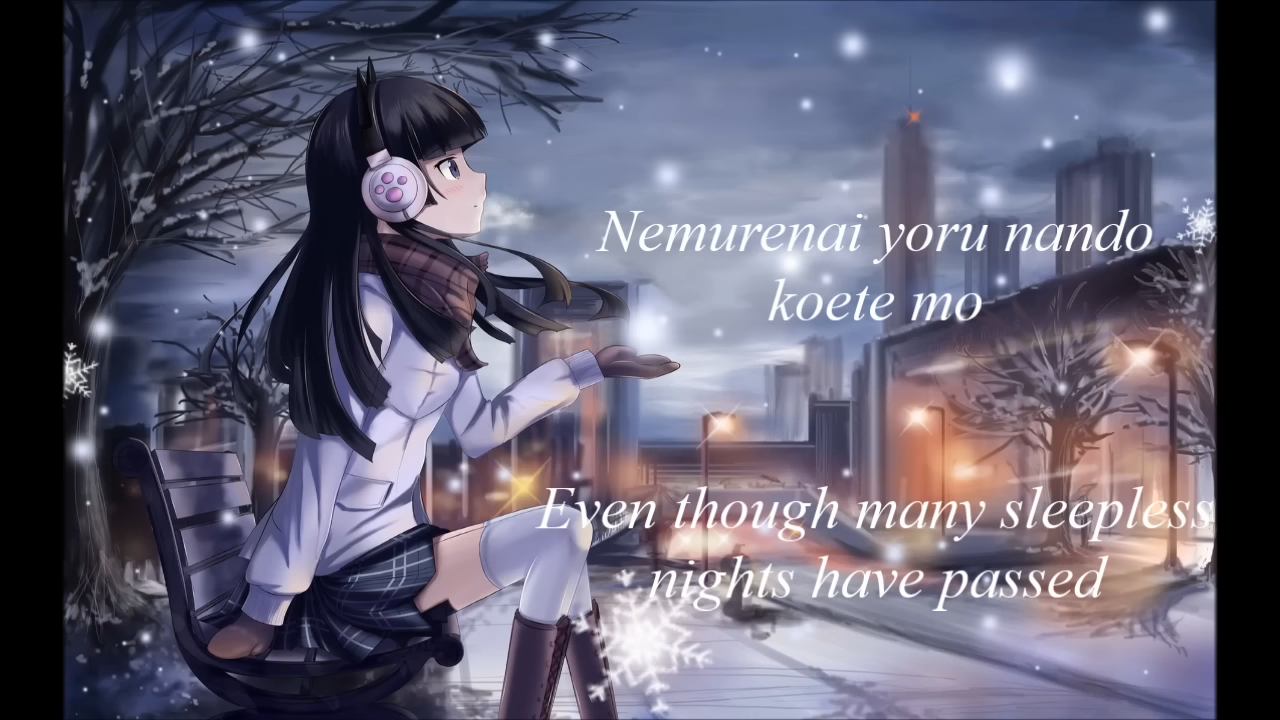 Nemurenai yoru nando
koete mo
Even though many sleepless
nights have passed